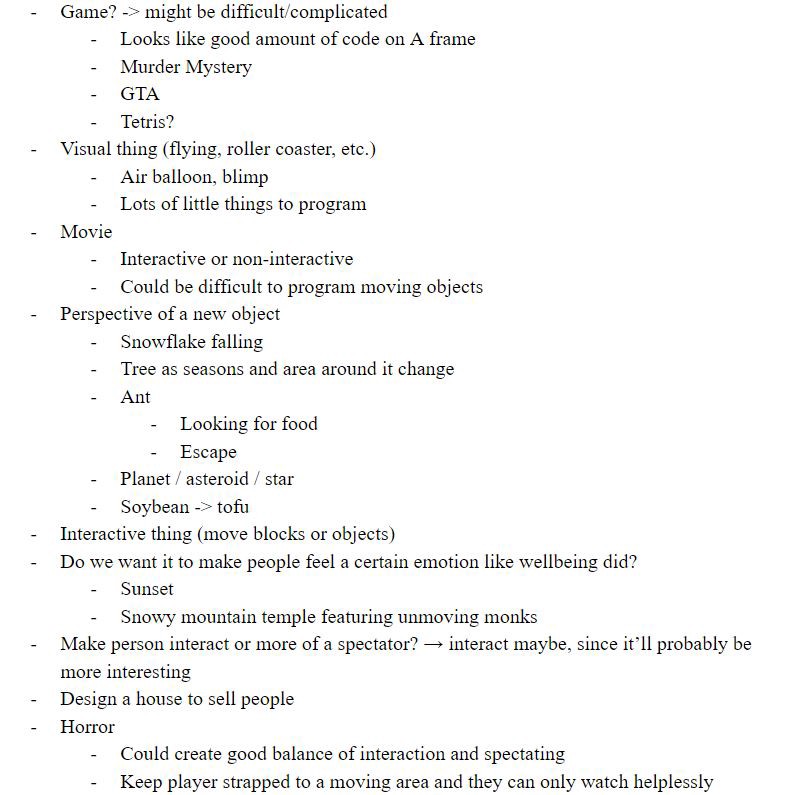 - Game? -> might be difficult/complicated
- Looks like good amount of code on A frame
- Murder Mystery
- GTA
- Tetris?
- Visual thing (flying, roller coaster, etc.)
- Air balloon, blimp
- Lots of little things to program
- Movie
- Interactive or non-interactive
- Could be difficult to program moving objects
- Perspective of a new object
- Snowflake falling
- Tree as seasons and area around it change
- Ant
- Looking for food
- Escape
- Planet / asteroid / star
- Soybean -> tofu
- Interactive thing (move blocks or objects)
- Do we want it to make people feel a certain emotion like wellbeing did?
- Sunset
- Snowy mountain temple featuring unmoving monks
- Make person interact or more of a spectator? → interact maybe, since it’ll probably be
more interesting
- Design a house to sell people
- Horror
- Could create good balance of interaction and spectating
- Keep player strapped to a moving area and they can only watch helplessly